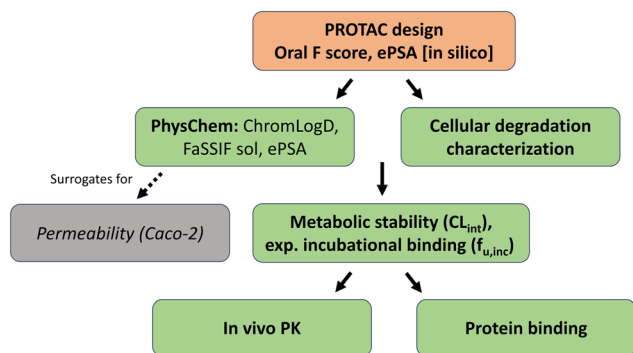 PROTAC design
Oral F score, ePSA [in silico]
PhysChem: ChromLogD,
FaSSIF sol, ePSA
Cellular degradation
characterization
Surrogates for
Permeability (Caco-2)
Metabolic stability (CLint),
exp. incubational binding (fu,inc)
In vivo PK
Protein binding